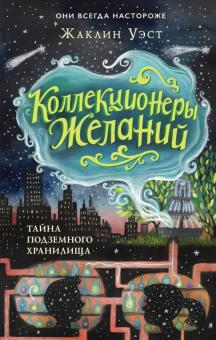 ОНИ ВСЕГДА НАСТОРОЖЕ
ЖАКЛИН УЭСТ
КОЛЛЕКЦИОНЕРЫ
ЖЕЛАНИЙ
ТАЙНА
ПОДЗЕМНОГО
ХРАНИЛИЩА